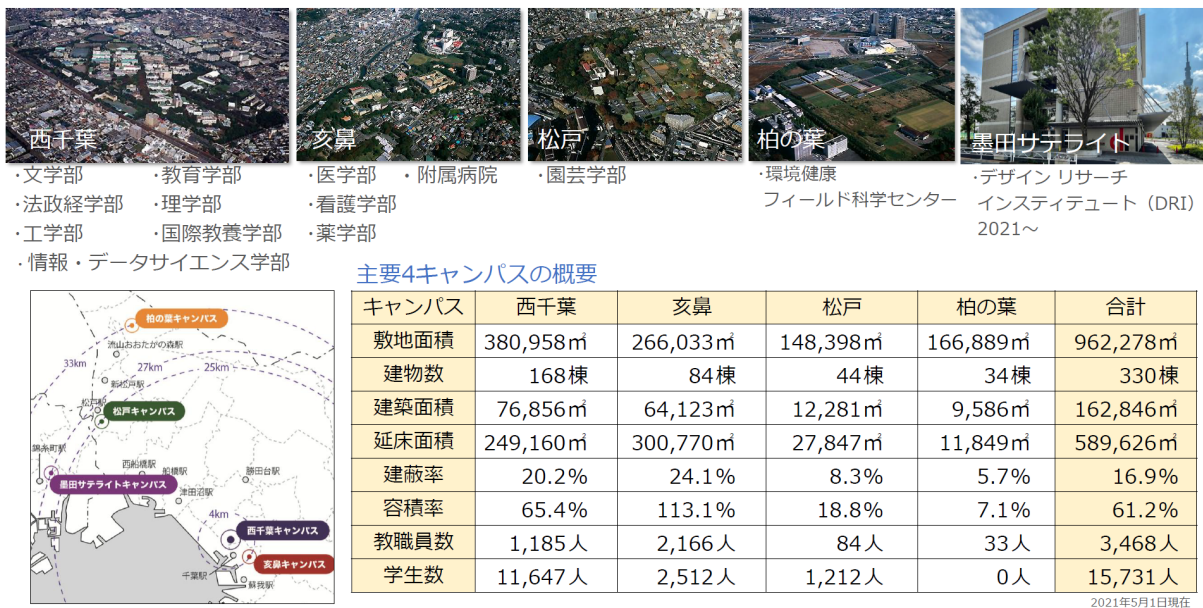 西千葉
亥鼻
松戸
柏の葉
墨田サテライト
・文学部 ・教育学部
・法政経学部 ・理学部
・工学部 ・国際教養学部
・情報・データサイエンス学部
・医学部 ・附属病院
・看護学部
・薬学部
・園芸学部
・環境健康
フィールド科学センター
・デザイン リサーチ
インスティテュート（DRI）
2021～
柏の葉キャンパス
流山おおたかの森駅
33km
27km
25km
新松戸駅
松戸駅
松戸キャンパス
錦糸町駅
西船橋駅
船橋駅
勝田台駅
墨田サテライトキャンパス
津田沼駅
4km
西千葉キャンパス
亥鼻キャンパス
千葉駅
蘇我駅
主要4キャンパスの概要
キャンパス 西千葉 亥鼻 松戸 柏の葉 合計
敷地面積 380,958㎡ 266,033㎡ 148,398㎡ 166,889㎡ 962,278㎡
建物数 168棟 84棟 44棟 34棟 330棟
建築面積 76,856㎡ 64,123㎡ 12,281㎡ 9,586㎡ 162,846㎡
延床面積 249,160㎡ 300,770㎡ 27,847㎡ 11,849㎡ 589,626㎡
建蔽率 20.2% 24.1% 8.3% 5.7% 16.9%
容積率 65.4% 113.1% 18.8% 7.1% 61.2%
教職員数 1,185人 2,166人 84人 33人 3,468人
学生数 11,647人 2,512人 1,212人 0人 15,731人
2021年5月1日現在